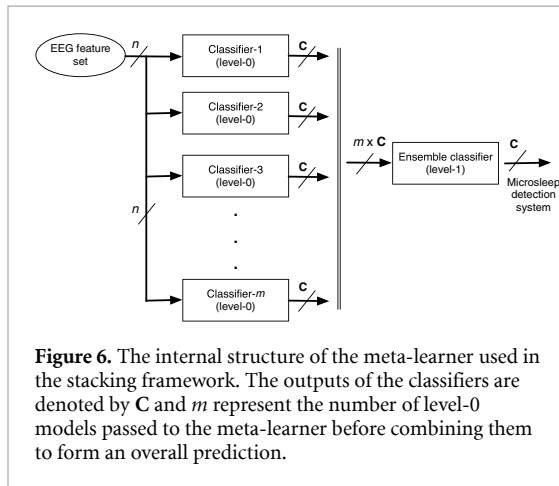 EEG feature
set
n
Classifier-1
(level-0)
C
Classifier-2
(level-0)
C
Classifier-3
(level-0)
C
n
.
.
.
Classifier-m
(level-0)
C
m x C
Ensemble classifier
(level-1)
C
Microsleep
detection
system
Figure 6. The internal structure of the meta-learner used in
the stacking framework. The outputs of the classifiers are
denoted by C and m represent the number of level-0
models passed to the meta-learner before combining them
to form an overall prediction.